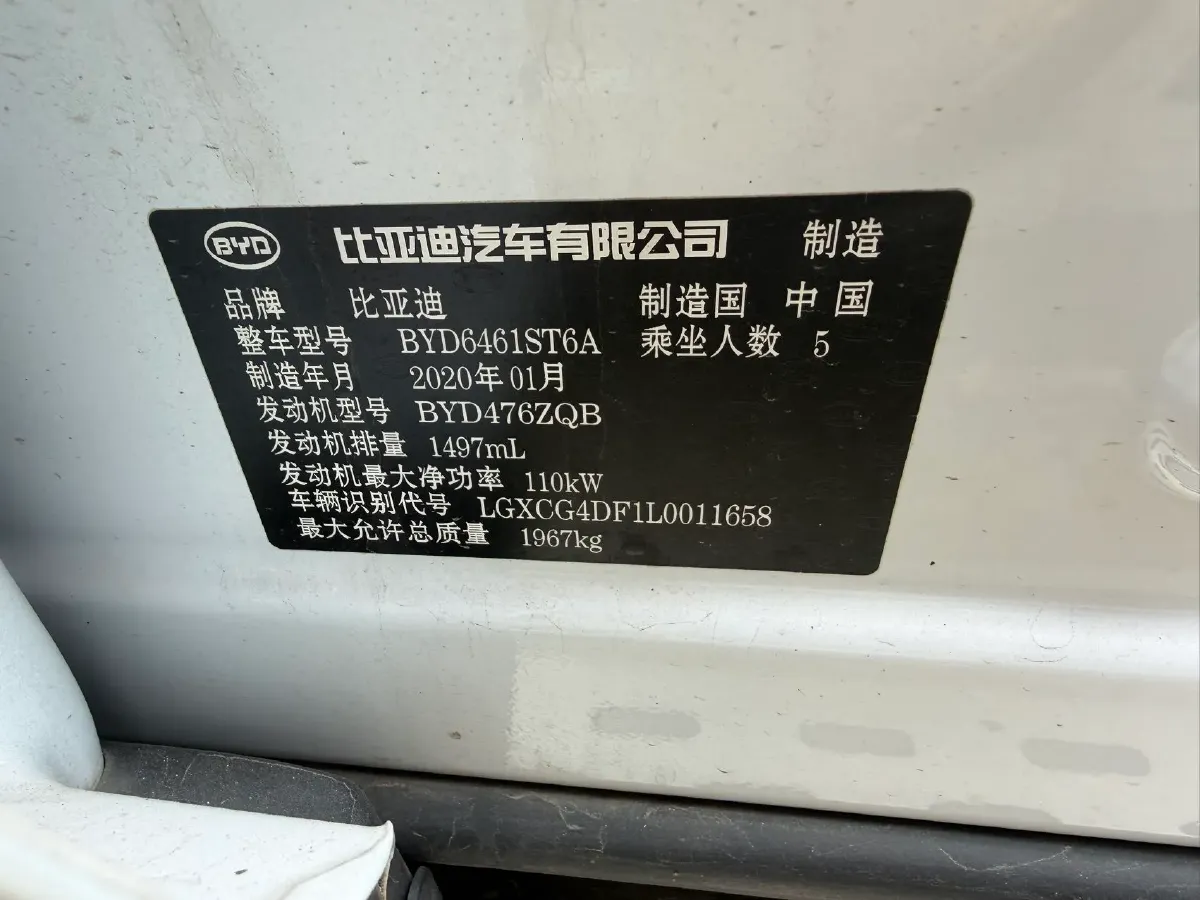 BYD 比亚迪汽车有限公司 制造
品牌 比亚迪 制造国 中国
整车型号 BYD6461ST6A 乘坐人数 5
制造年月 2020年01月
发动机型号 BYD476ZQB
发动机排量 1497mL
发动机最大净功率 110kW
车辆识别代号 LGXCG4DF1L0011658
最大允许总质量 1967kg